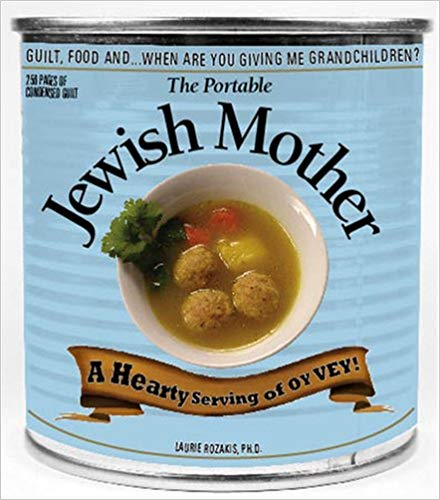 GUILT, FOOD AND...WHEN ARE YOU GIVING ME GRANDCHILDREN?
256 PAGES OF
CONDENSED GUILT
The Portable
Jewish Mother
A Hearty Serving of OY VEY!
LAURIE ROZAKIS, PH.D.